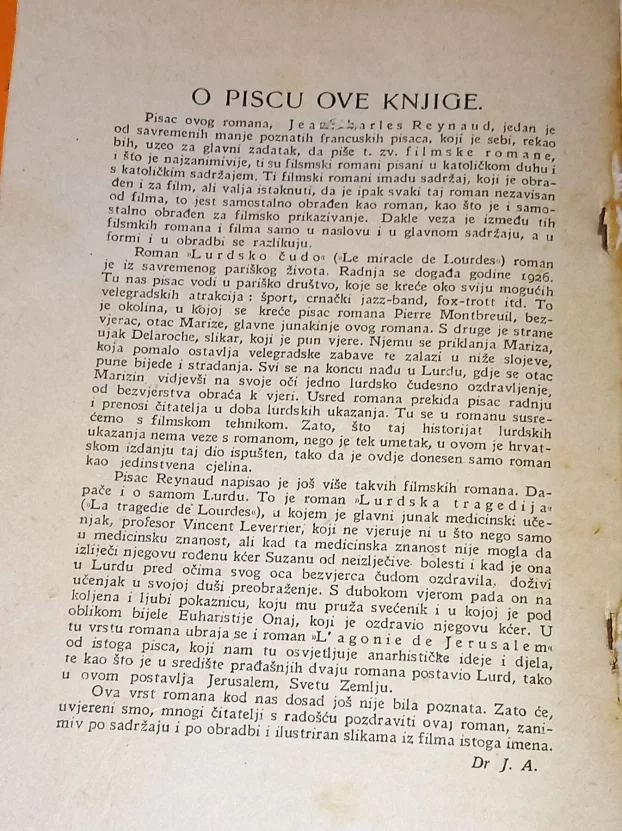 O PISCU OVE KNJIGE.
Pisac ovog romana, Jean Charles Reynaud, jedan je
od savremenih manje poznatih francuskih pisaca, koji je sebi, rekao
bih, uzeo za glavni zadatak, da piše t. zv. filmske romane,
i što je najzanimivije, ti su filsmski romani pisani u katoličkom duhu i
s katoličkim sadržajem. Ti filmski romani imadu sadržaj, koji je obra-
đen i za film, ali valja istaknuti, da je ipak svaki taj roman nezavisan
od filma, to jest samostalno obrađen kao roman, kao što je i samo-
stalno obrađen za filmsko prikazivanje. Dakle veza je između tih
filsmkih romana i filma samo u naslovu i u glavnom sadržaju, a u
formi i u obradbi se razlikuju.
Roman »Lurdsko čudo« (»Le miracle de Lourdes«) roman
je iz savremenog pariškog života. Radnja se događa godine 1926.
Tu nas pisac vodi u pariško društvo, koje se kreće oko sviju mogućih
velegradskih atrakcija: šport, crnački jazz-band, fox-trott itd. To
je okolina, u kojoj se kreće pisac romana Pierre Montbreuil, bez-
vjerac, otac Marize, glavne junakinje ovog romana. S druge je strane
ujak Delaroche, slikar, koji je pun vjere. Njemu se priklanja Mariza,
koja pomalo ostavlja velegradske zabave te zalazi u niže slojeve,
pune bijede i stradanja. Svi se na koncu nađu u Lurdu, gdje se otac
Marizin vidjevši na svoje oči jedno lurdsko čudesno ozdravljenje,
od bezvjerstva obraća k vjeri. Usred romana prekida pisac radnju
i prenosi čitatelja u doba lurdskih ukazanja. Tu se u romanu susre-
ćemo s filmskom tehnikom. Zato, što taj historijat lurdskih
ukazanja nema veze s romanom, nego je tek umetak, u ovom je hrvat-
skom izdanju taj dio ispušten, tako da je ovdje donesen samo roman
kao jedinstvena cjelina.
Pisac Reynaud napisao je još više takvih filmskih romana. Da-
pače i o samom Lurdu. To je roman »Lurdska tragedija«
(»La tragedie de Lourdes«), u kojem je glavni junak medicinski uče-
njak, profesor Vincent Leverrier, koji ne vjeruje ni u što nego samo
u medicinsku znanost, ali kad ta medicinska znanost nije mogla da
izliječi njegovu rođenu kćer Suzanu od neizlječive bolesti i kad je ona
u Lurdu pred očima svog oca bezvjerca čudom ozdravila, doživi
učenjak u svojoj duši preobraženje. S dubokom vjerom pada on na
koljena i ljubi pokaznicu, koju mu pruža svećenik i u kojoj je pod
oblikom bijele Euharistije Onaj, koji je ozdravio njegovu kćer. U
tu vrstu romana ubraja se i roman »L' agonie de Jerusalem«
od istoga pisca, koji nam tu osvjetljuje anarhističke ideje i djela,
te kao što je u središte prađašnjih dvaju romana postavio Lurd, tako
u ovom postavlja Jerusalem, Svetu Zemlju.
Ova vrst romana kod nas dosad još nije bila poznata. Zato će,
uvjereni smo, mnogi čitatelji s radošću pozdraviti ovaj roman, zani-
miv po sadržaju i po obradbi i ilustriran slikama iz filma istoga imena.
Dr J. A.